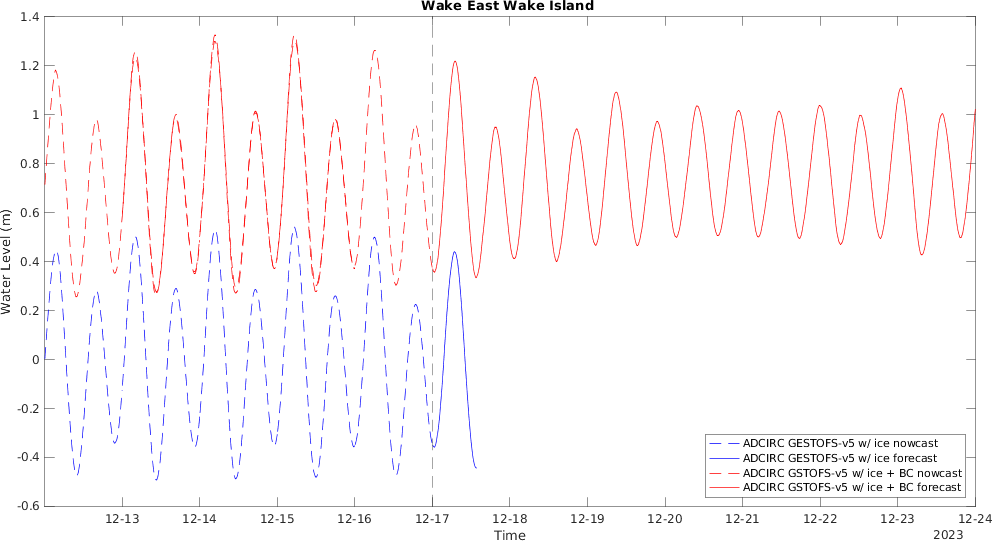 Wake East Wake Island
1.4
1.2
1
0.8
0.6
0.4
0.2
0
-0.2
-0.4
-0.6
Water Level (m)
ADCIRC GESTOFS-v5 w/ ice nowcast
ADCIRC GESTOFS-v5 w/ ice forecast
ADCIRC GSTOFS-v5 w/ ice + BC nowcast
ADCIRC GSTOFS-v5 w/ ice + BC forecast
12-13 12-14 12-15 12-16 12-17 12-18 12-19 12-20 12-21 12-22 12-23 12-24
Time
2023